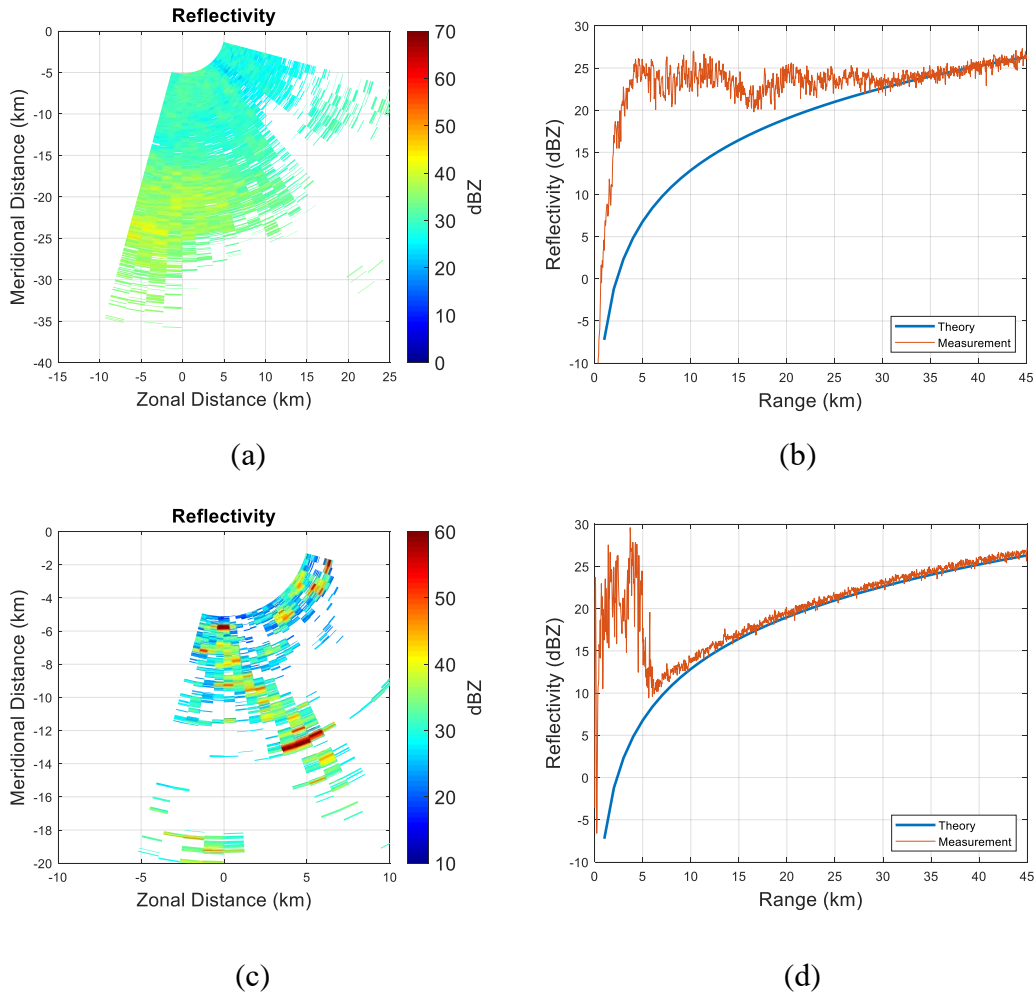 Reflectivity
0
-5
-10
-15
-20
-25
-30
-35
-40
Meridional Distance (km)
-15 -10 -5 0 5 10 15 20 25
Zonal Distance (km)
70
60
50
40
30
20
10
0
dBZ
(a)
30
25
20
15
10
5
0
-5
-10
Reflectivity (dBZ)
0 5 10 15 20 25 30 35 40 45
Range (km)
Theory
Measurement
(b)
Reflectivity
0
-2
-4
-6
-8
-10
-12
-14
-16
-18
-20
Meridional Distance (km)
-10 -5 0 5 10
Zonal Distance (km)
60
50
40
30
20
10
dBZ
(c)
30
25
20
15
10
5
0
-5
-10
Reflectivity (dBZ)
0 5 10 15 20 25 30 35 40 45
Range (km)
Theory
Measurement
(d)